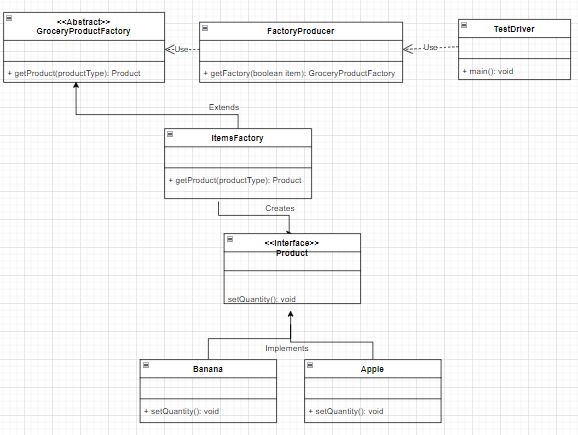 <<Abstract>>
GroceryProductFactory
+ getProduct(productType): Product
Use
FactoryProducer
+ getFactory(boolean item): GroceryProductFactory
Use
TestDriver
+ main(): void
Extends
ItemsFactory
+ getProduct(productType): Product
Creates
<<Interface>>
Product
setQuantity(): void
Implements
Banana
+ setQuantity(): void
Apple
+ setQuantity(): void